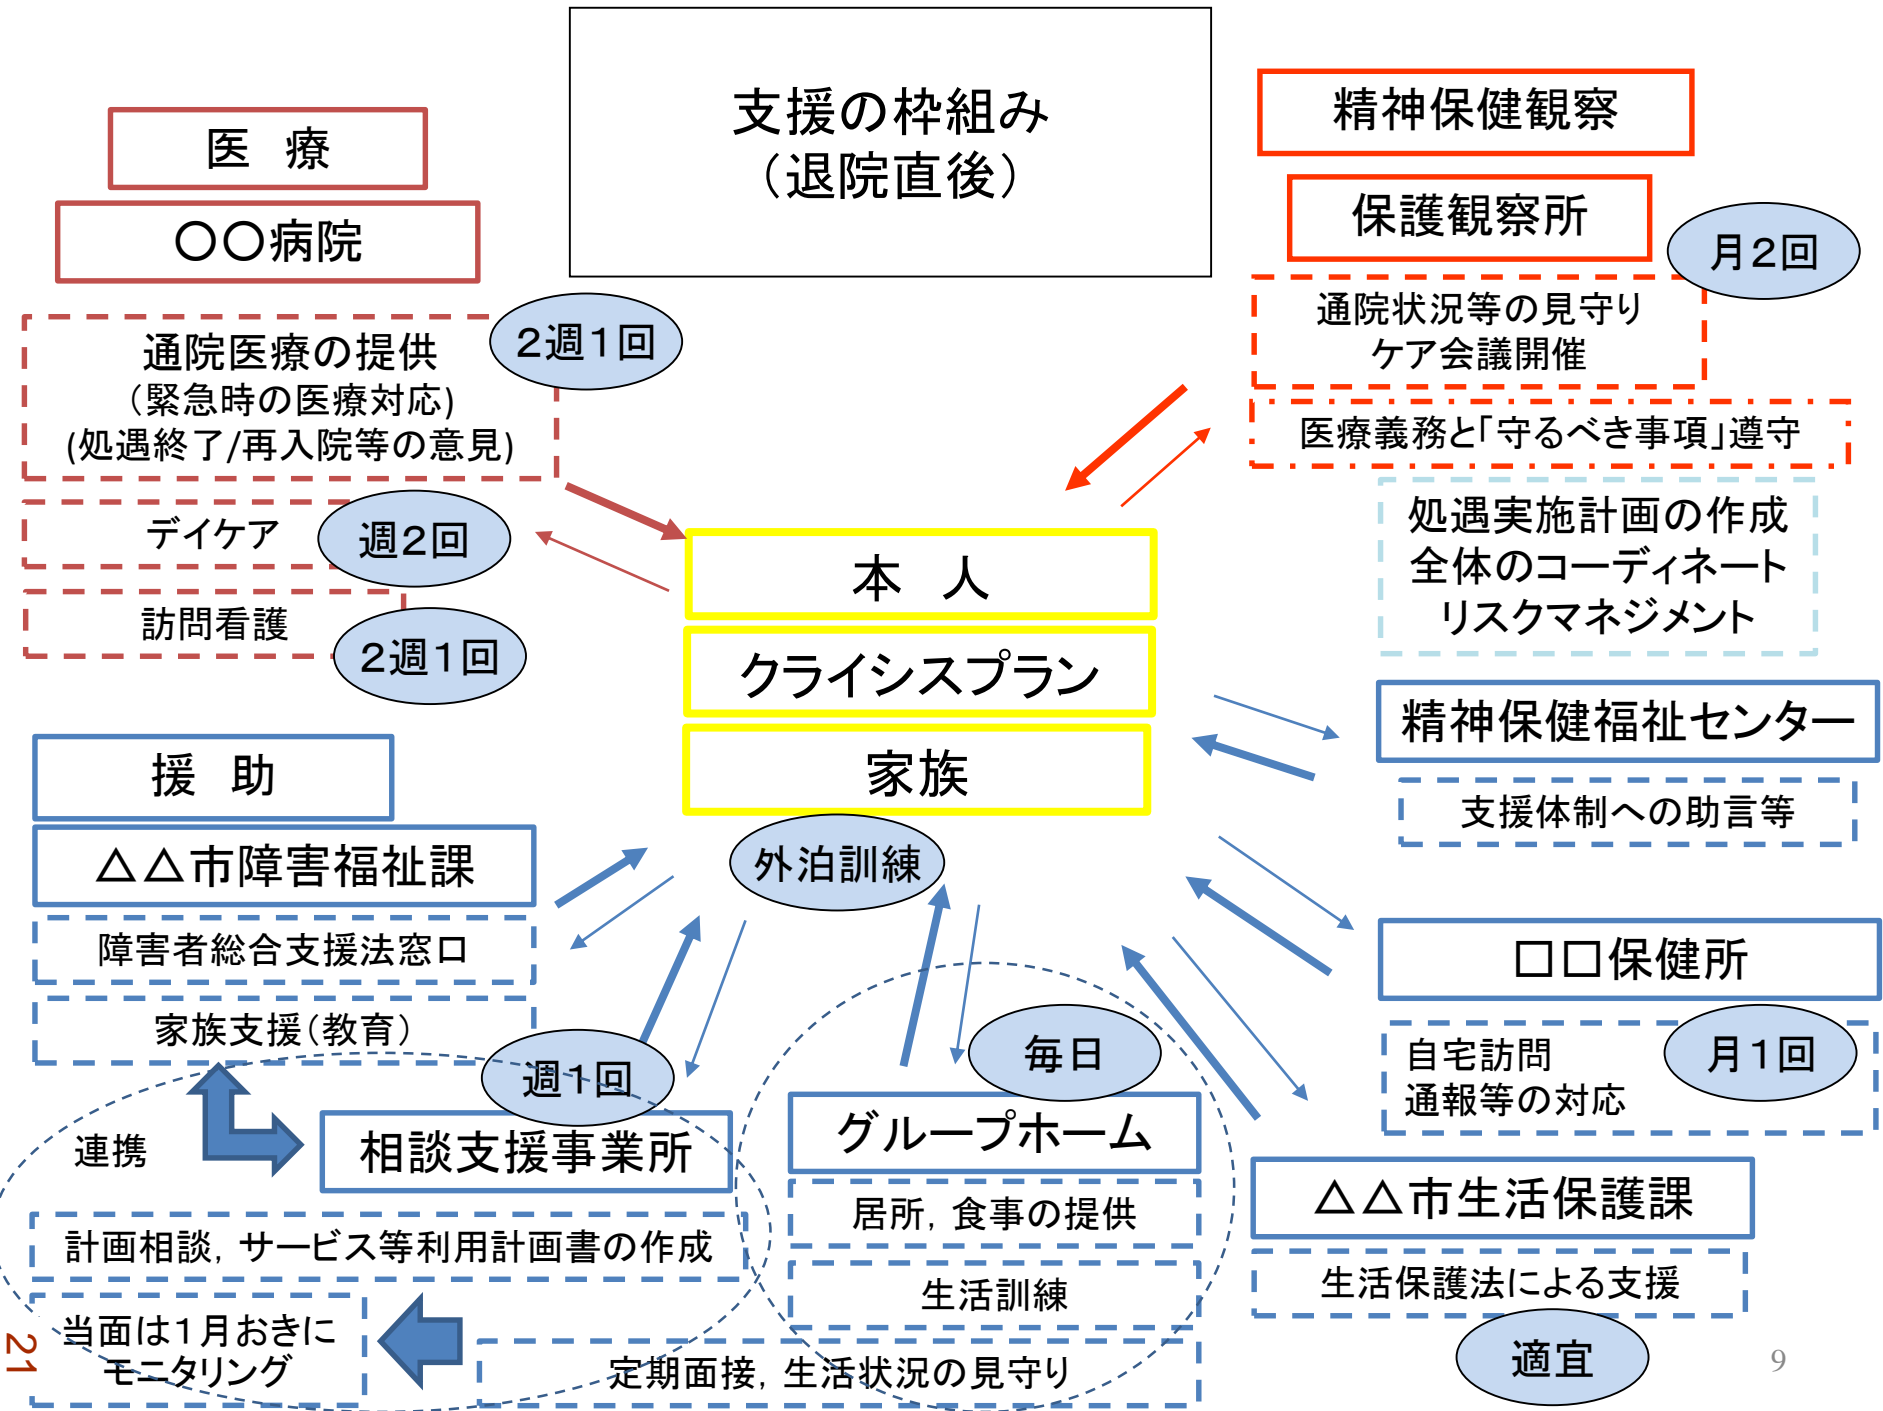 支援の枠組み
（退院直後）
医　療
〇〇病院
2週1回
通院医療の提供
（緊急時の医療対応)
(処遇終了/再入院等の意見)
デイケア
週2回
訪問看護
2週1回
精神保健観察
保護観察所
月2回
通院状況等の見守り
ケア会議開催
医療義務と「守るべき事項」遵守
処遇実施計画の作成
全体のコーディネート
リスクマネジメント
本　人
クライシスプラン
家族
外泊訓練
精神保健福祉センター
支援体制への助言等
援　助
△△市障害福祉課
障害者総合支援法窓口
家族支援（教育）
週1回
連携
相談支援事業所
計画相談，サービス等利用計画書の作成
当面は1月おきに
モニタリング
定期面接，生活状況の見守り
毎日
グループホーム
居所，食事の提供
生活訓練
□□保健所
月1回
自宅訪問
通報等の対応
△△市生活保護課
生活保護法による支援
適宜
21
9